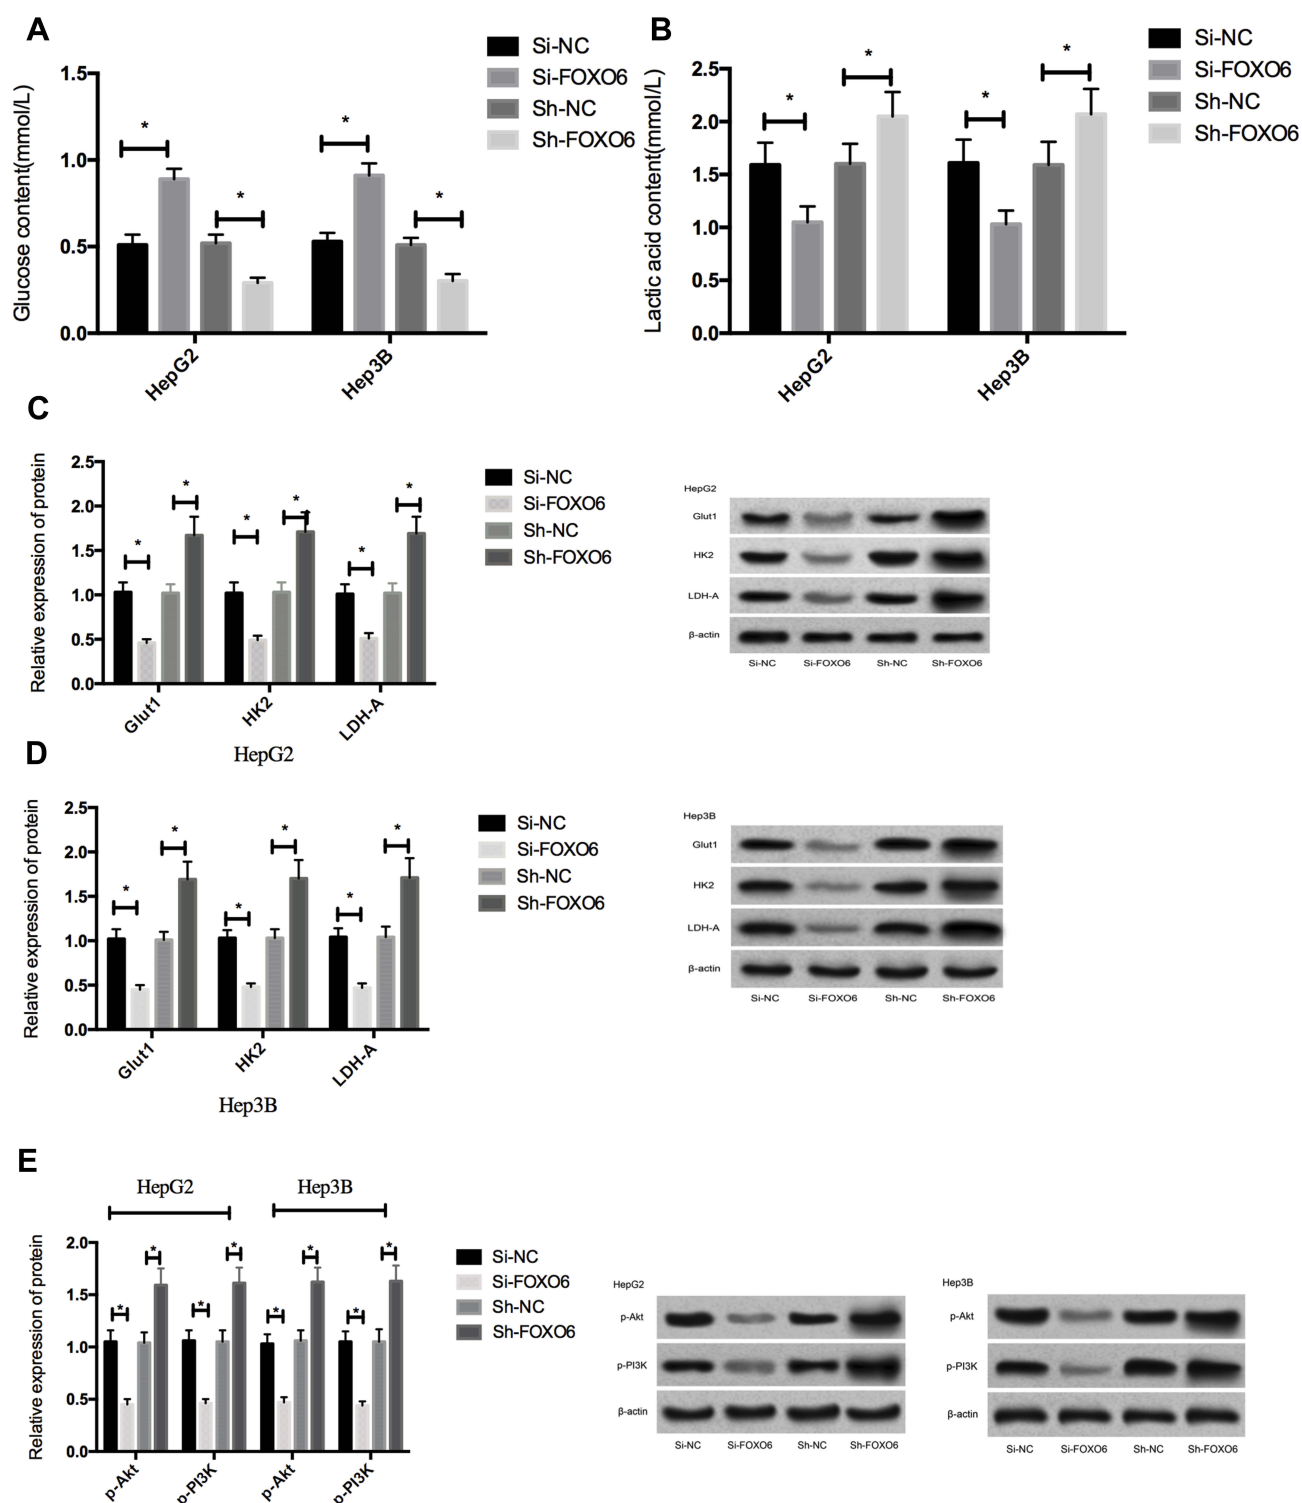 A
Si-NC
Si-FOXO6
Sh-NC
Sh-FOXO6
Glucose content(mmol/L)
1.5
1.0
0.5
0.0
*
*
*
*
HepG2
Hep3B
B
Si-NC
Si-FOXO6
Sh-NC
Sh-FOXO6
Lactic acid content(mmol/L)
2.5
2.0
1.5
1.0
0.5
0.0
*
*
*
*
HepG2
Hep3B
C
Relative expression of protein
2.5
2.0
1.5
1.0
0.5
0.0
*
*
*
*
*
*
Glut1
HK2
LDH-A
HepG2
Si-NC
Si-FOXO6
Sh-NC
Sh-FOXO6
HepG2
Glut1
HK2
LDH-A
β-actin
Si-NC
Si-FOXO6
Sh-NC
Sh-FOXO6
D
Relative expression of protein
2.5
2.0
1.5
1.0
0.5
0.0
*
*
*
*
*
*
Glut1
HK2
LDH-A
Hep3B
Si-NC
Si-FOXO6
Sh-NC
Sh-FOXO6
Hep3B
Glut1
HK2
LDH-A
β-actin
Si-NC
Si-FOXO6
Sh-NC
Sh-FOXO6
E
HepG2
Hep3B
Relative expression of protein
2.0
1.5
1.0
0.5
0.0
*
*
*
*
*
*
*
*
p-Akt
p-PI3K
p-Akt
p-PI3K
Si-NC
Si-FOXO6
Sh-NC
Sh-FOXO6
HepG2
p-Akt
p-PI3K
β-actin
Si-NC
Si-FOXO6
Sh-NC
Sh-FOXO6
Hep3B
p-Akt
p-PI3K
β-actin
Si-NC
Si-FOXO6
Sh-NC
Sh-FOXO6